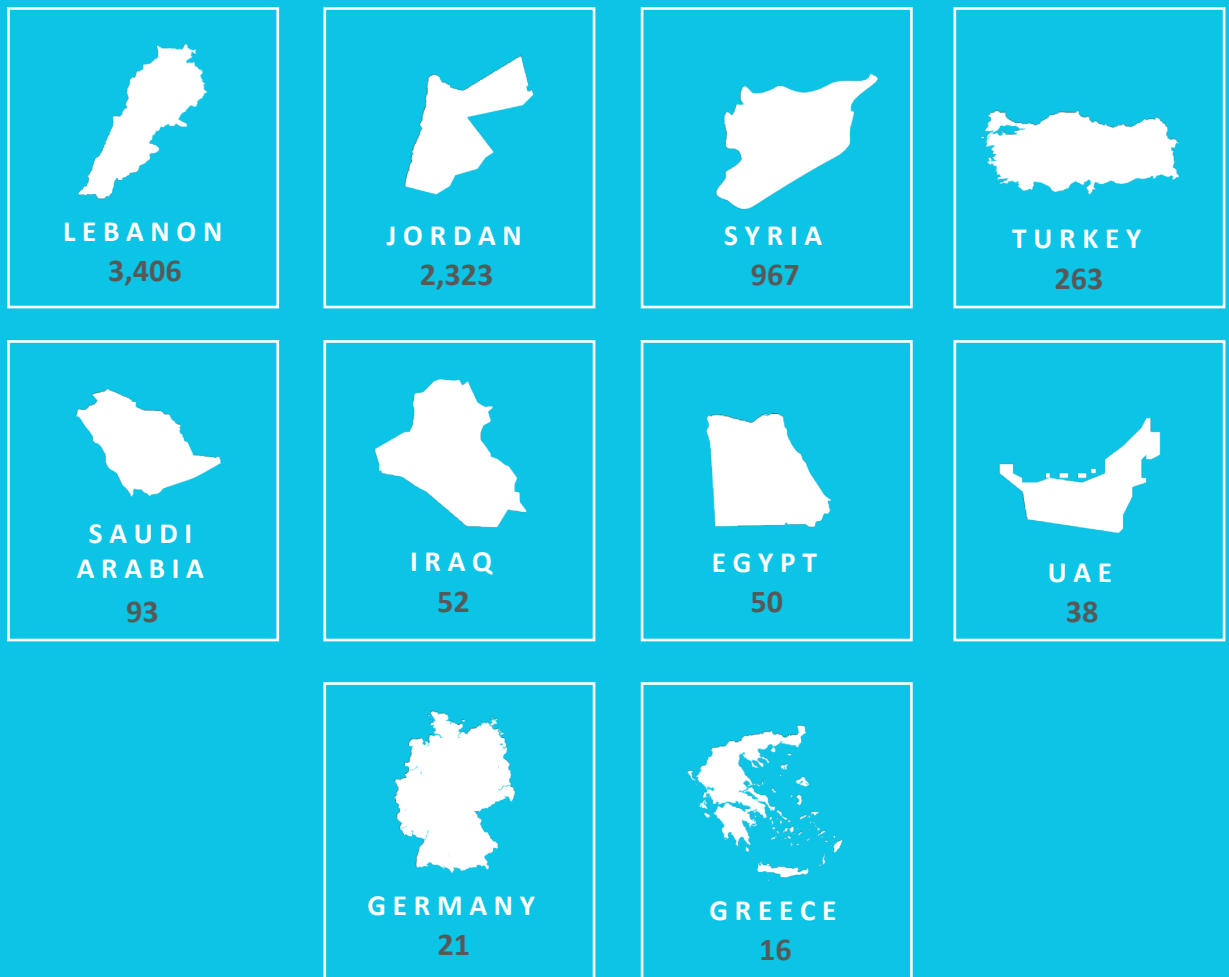 LEBANON
3,406
JORDAN
2,323
SYRIA
967
TURKEY
263
SAUDI
ARABIA
93
IRAQ
52
EGYPT
50
UAE
38
GERMANY
21
GREECE
16